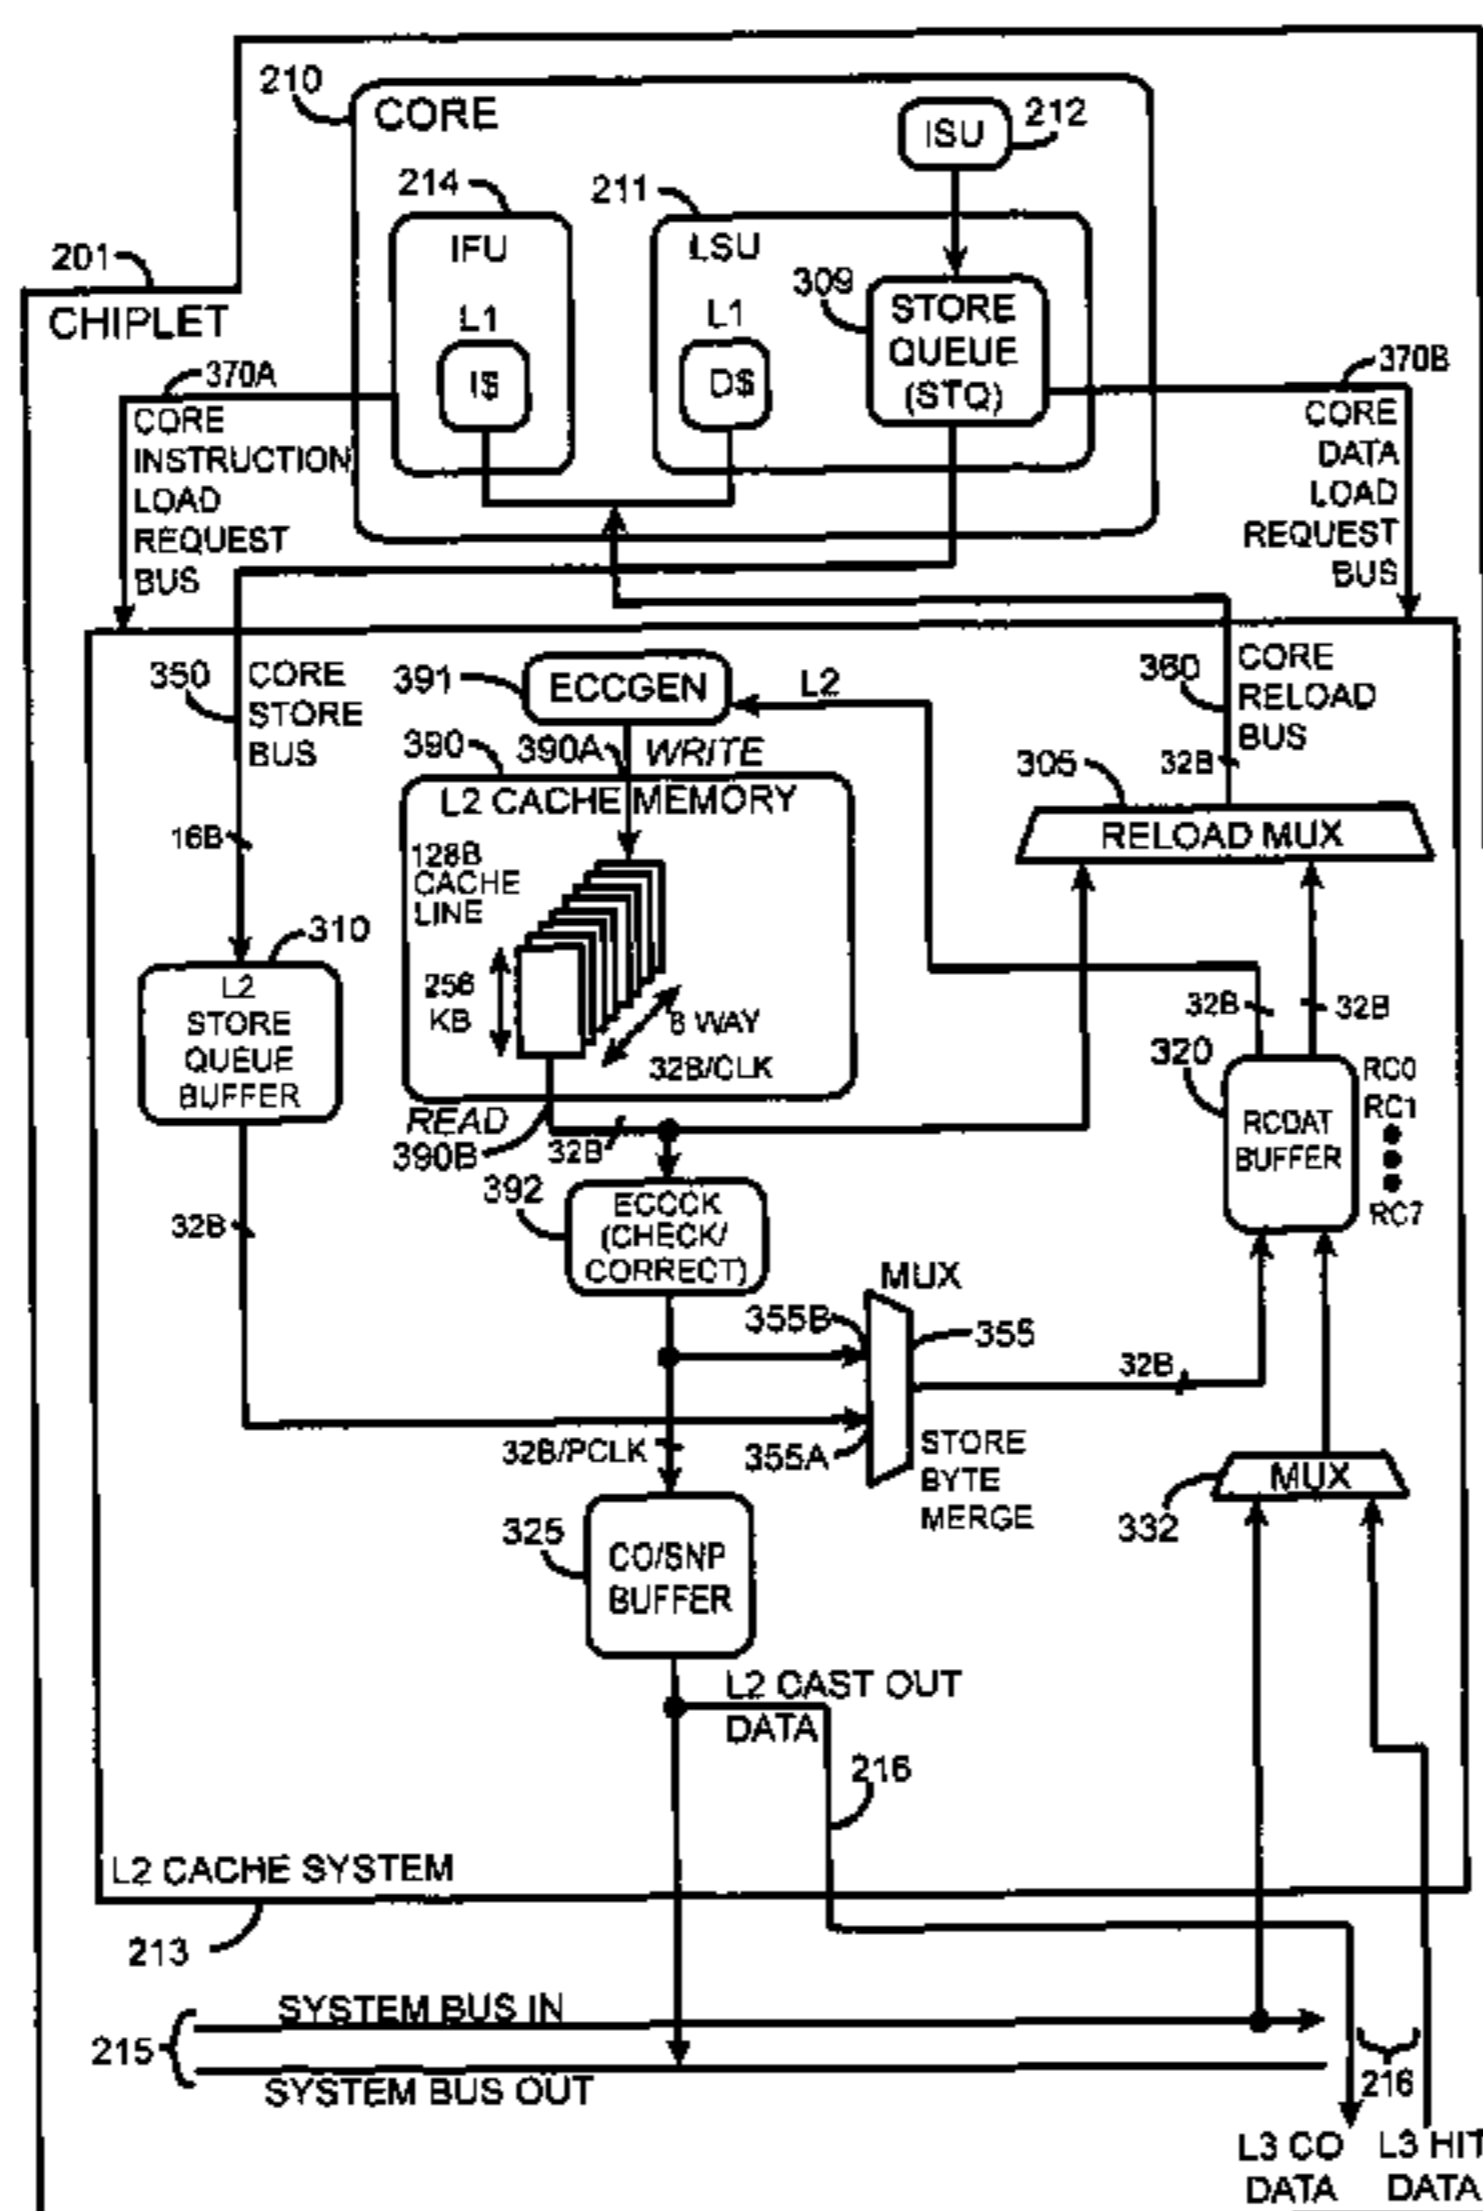 210
CORE
ISU
212
214
211
IFU
LSU
201
CHIPLET
309
STORE
QUEUE
(STQ)
L1
I$
L1
D$
370A
CORE
INSTRUCTION
LOAD
REQUEST
BUS
370B
CORE
DATA
LOAD
REQUEST
BUS
350
CORE
STORE
BUS
391
ECCGEN
L2
360
CORE
RELOAD
BUS
390
390A
WRITE
L2 CACHE MEMORY
305
32B
RELOAD MUX
16B
128B
CACHE
LINE
310
L2
STORE
QUEUE
BUFFER
256
KB
8 WAY
32B/CLK
32B
32B
320
RCDAT
BUFFER
RC0
RC1
RC7
READ
390B
32B
392
ECCCK
(CHECK/
CORRECT)
32B
MUX
355B
355
32B
32B/PCLK
355A
STORE
BYTE
MERGE
MUX
332
325
CO/SNP
BUFFER
L2 CAST OUT
DATA
216
L2 CACHE SYSTEM
213
215
SYSTEM BUS IN
SYSTEM BUS OUT
216
L3 CO
DATA
L3 HIT
DATA